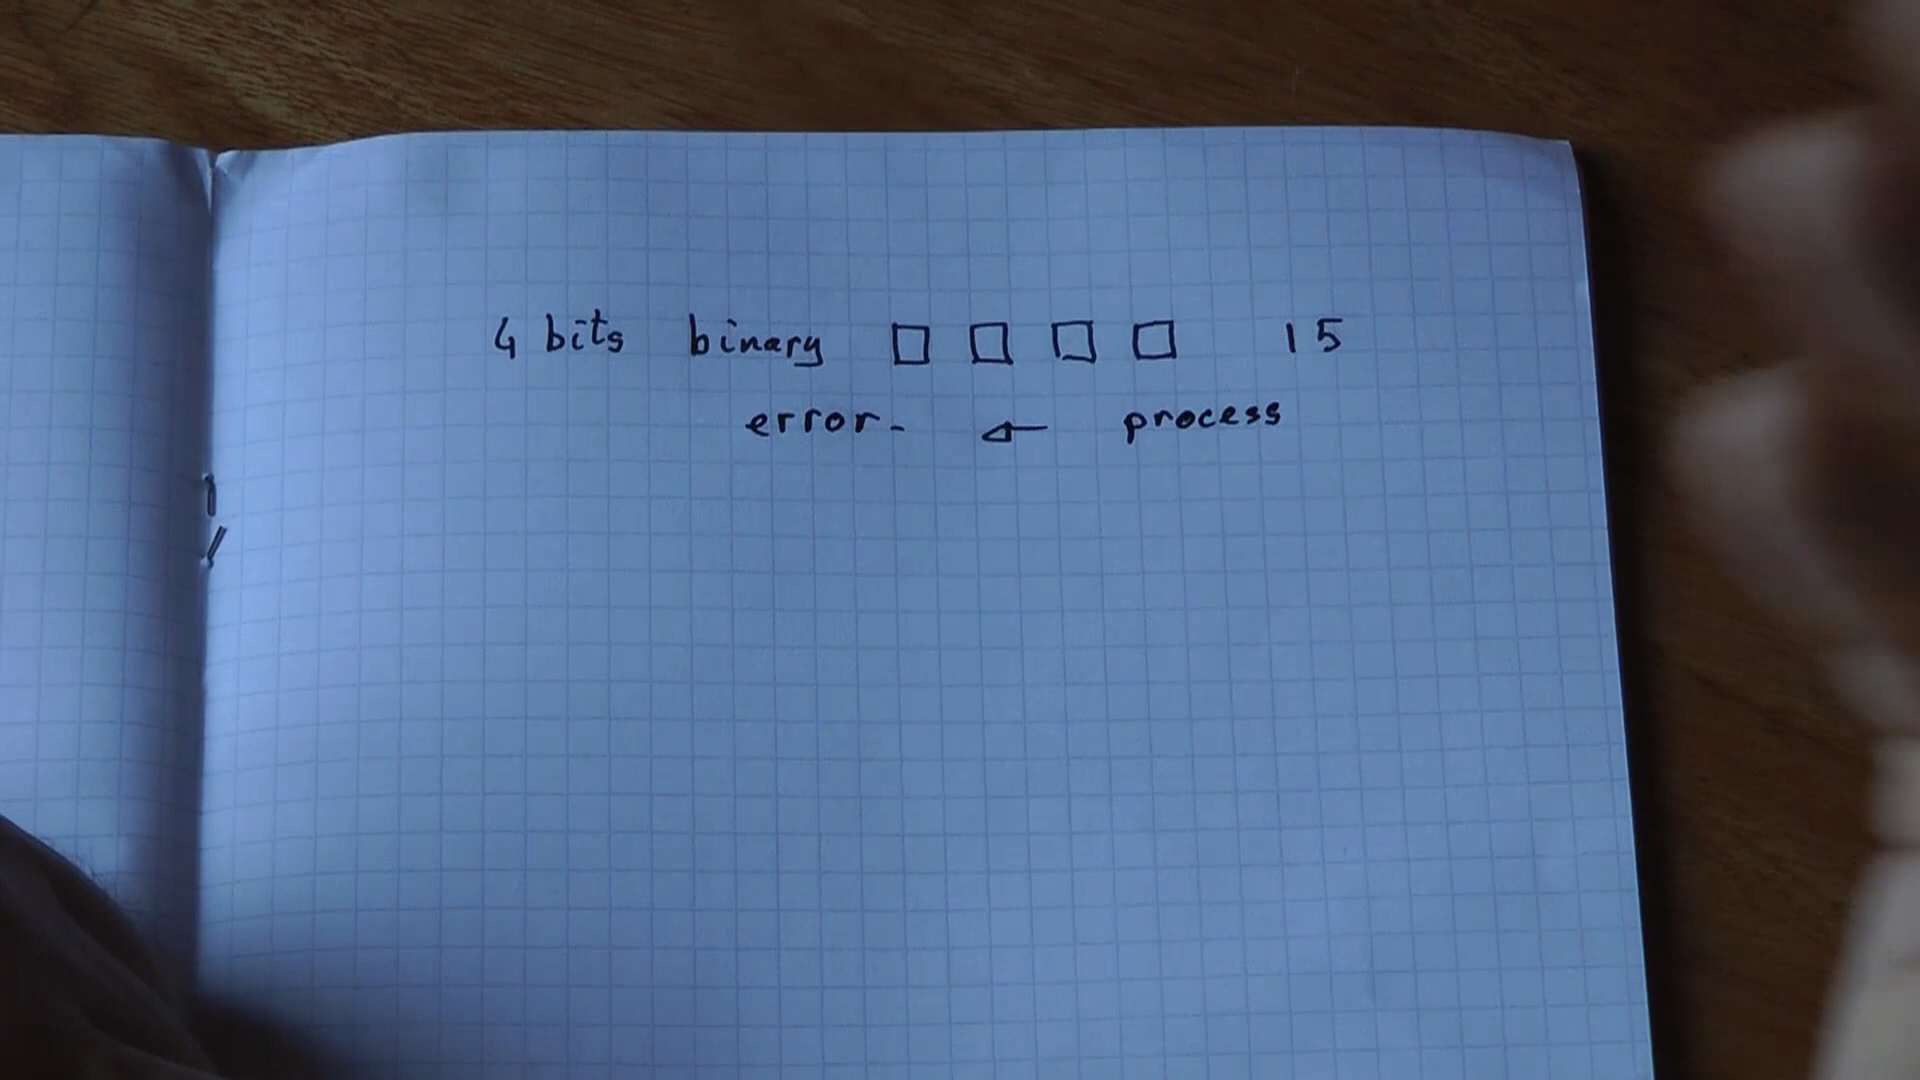 4 bits binary □ □ □ □ 15
error. ← process